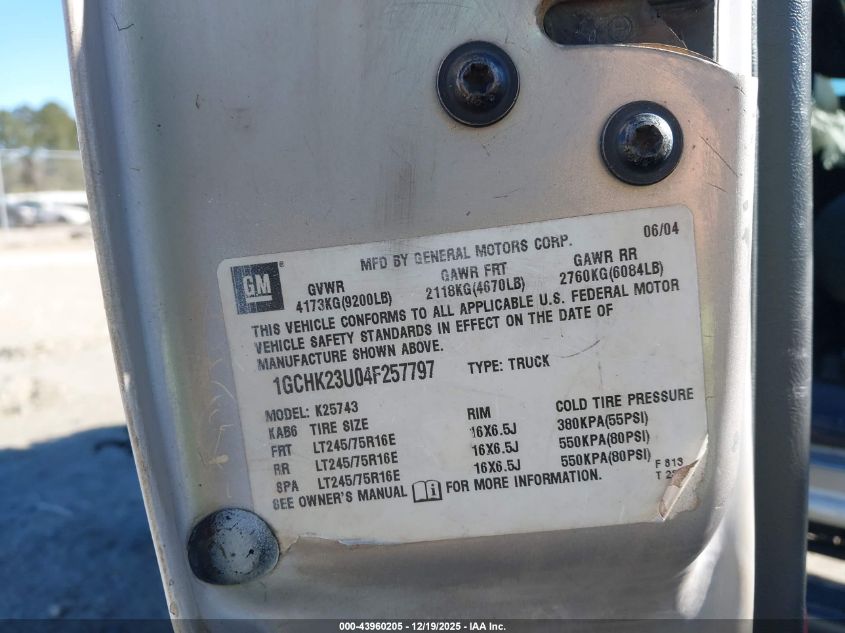 06/04
MFD BY GENERAL MOTORS CORP.
GM
GVWR GAWR FRT GAWR RR
4173KG(9200LB) 2118KG(4670LB) 2760KG(6084LB)
THIS VEHICLE CONFORMS TO ALL APPLICABLE U.S. FEDERAL MOTOR
VEHICLE SAFETY STANDARDS IN EFFECT ON THE DATE OF
MANUFACTURE SHOWN ABOVE.
1GCHK23U04F257797 TYPE: TRUCK
MODEL: K25743
KAB6 TIRE SIZE RIM COLD TIRE PRESSURE
FRT LT245/75R16E 16X6.5J 380KPA(55PSI)
RR LT245/75R16E 16X6.5J 550KPA(80PSI)
SPA LT245/75R16E 16X6.5J 550KPA(80PSI)
SEE OWNER'S MANUAL FOR MORE INFORMATION.
F 813
T
000-43960205 - 12/19/2025 - IAA Inc.